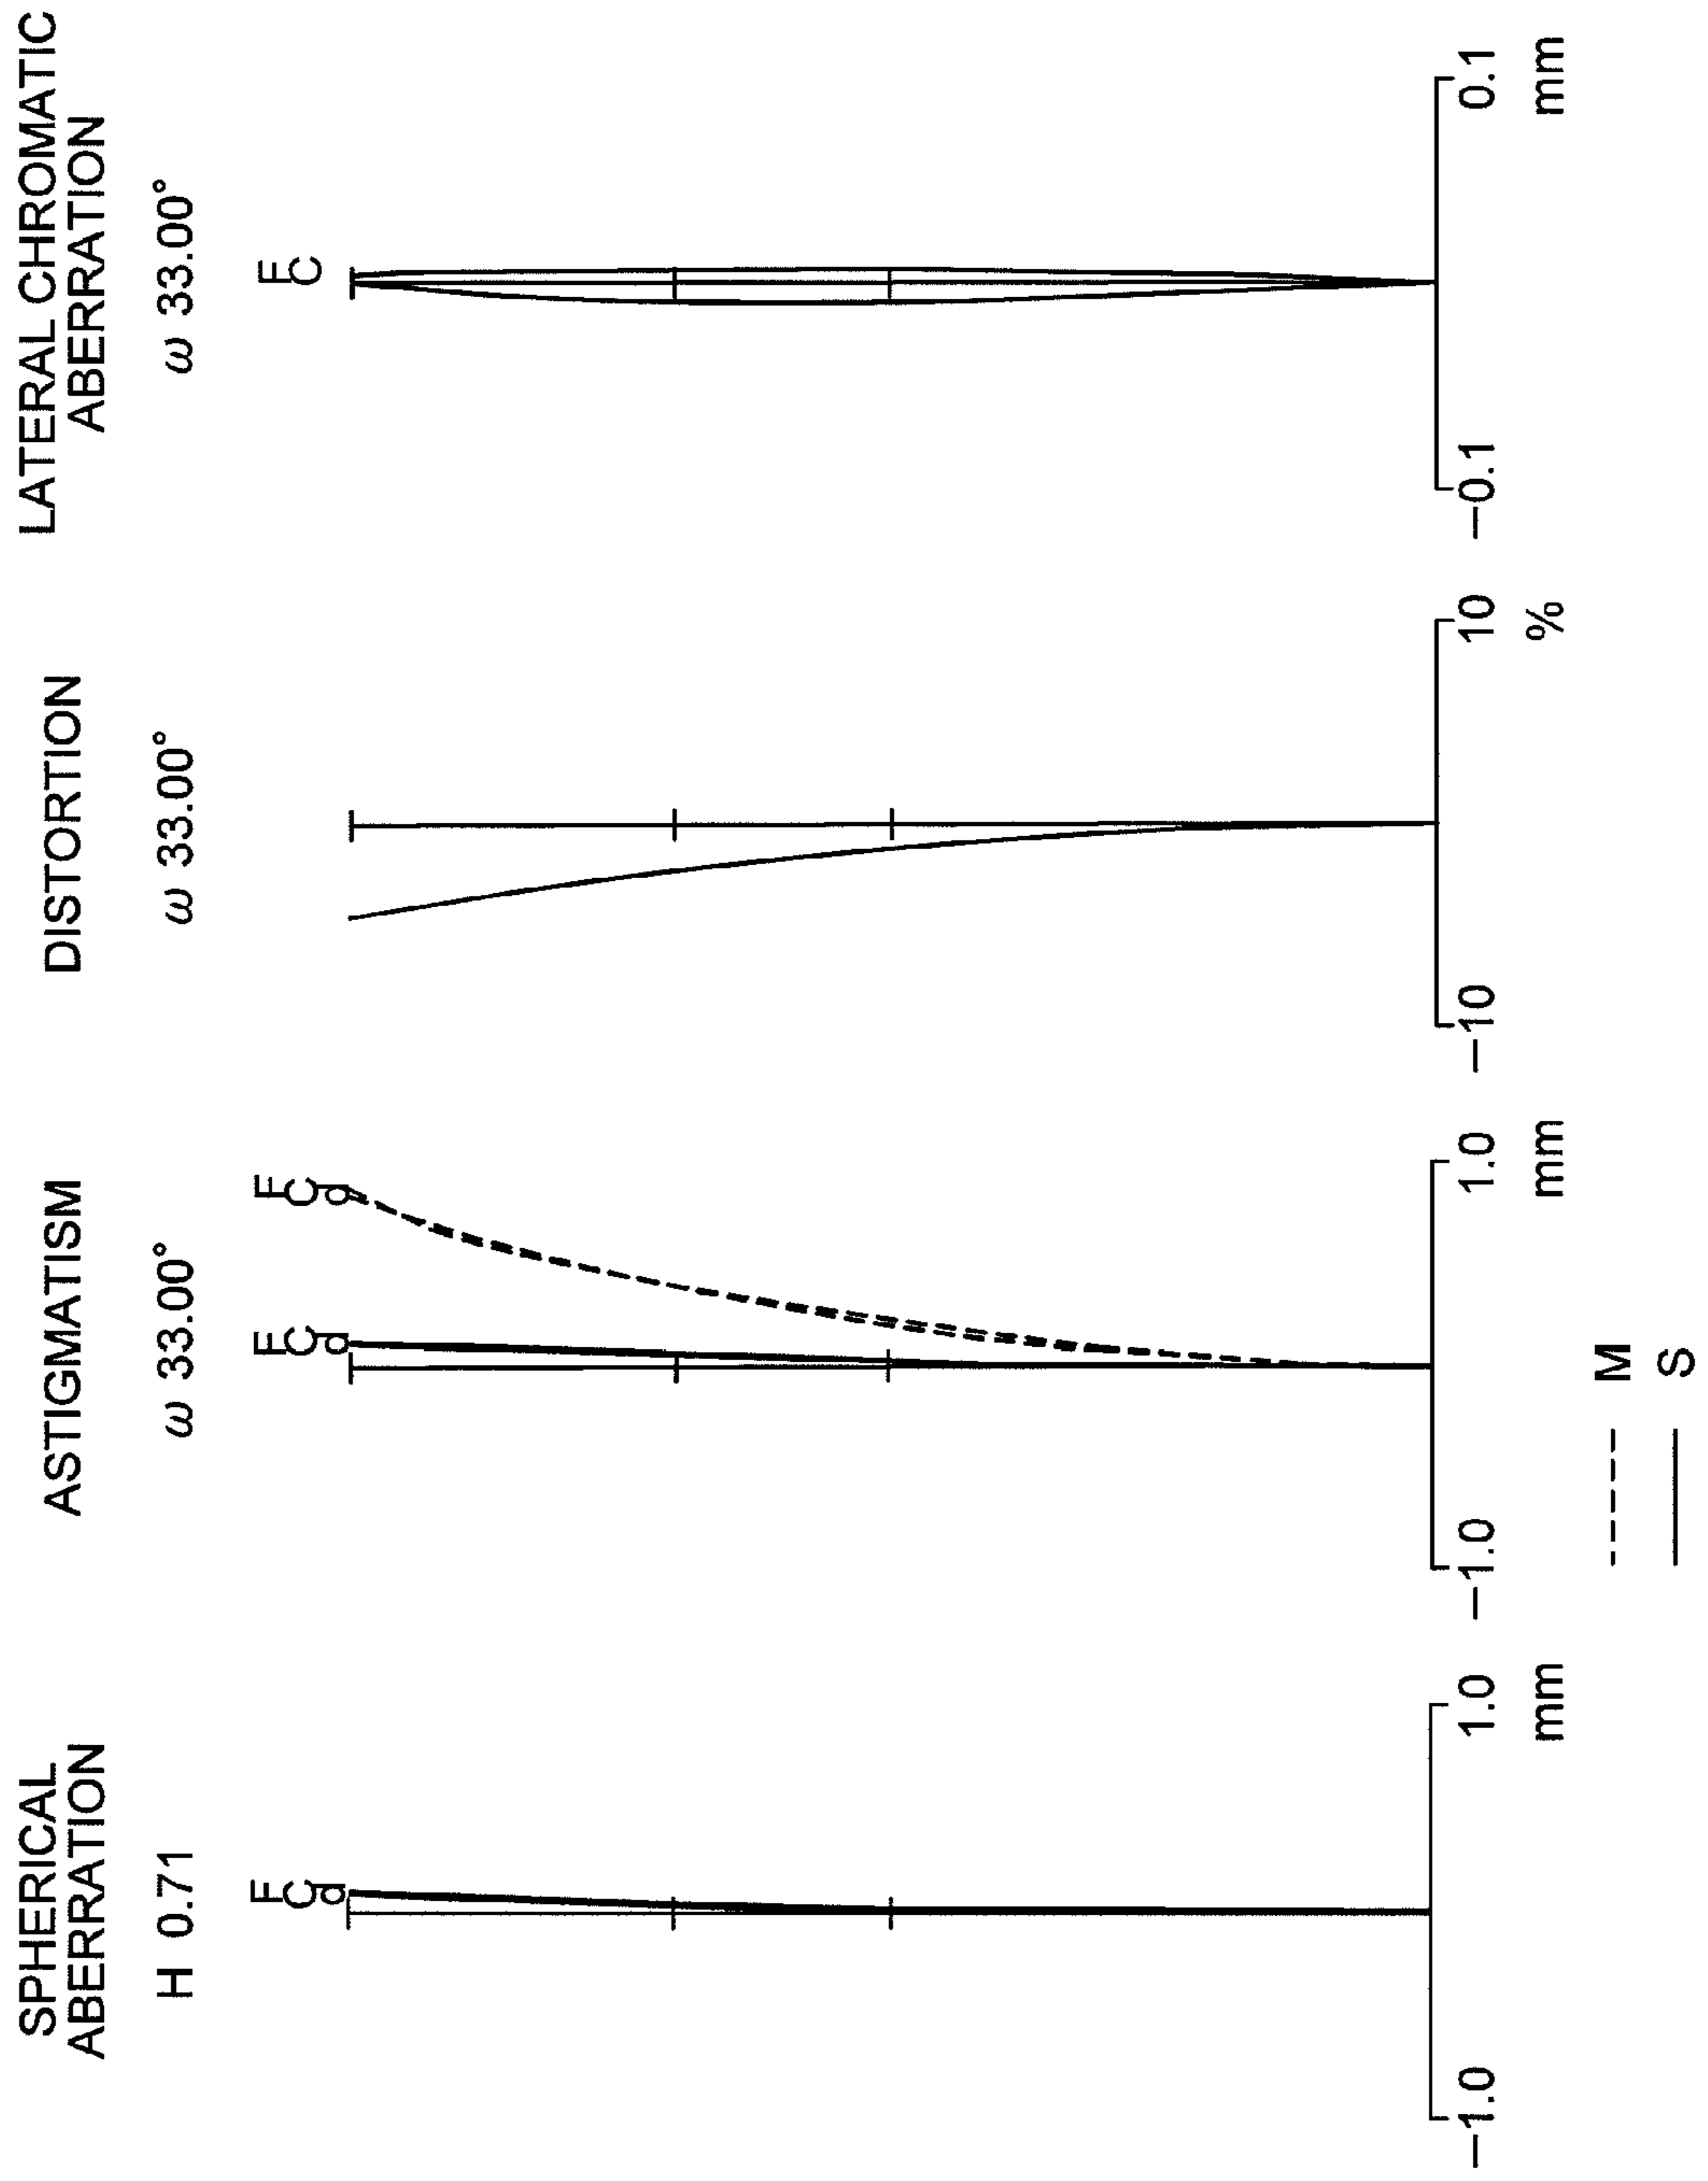 SPHERICAL
ABERRATION
H 0.71
F
C
d
−1.0
1.0
mm
ASTIGMATISM
ω 33.00°
F
C
d
F
C
d
−1.0
1.0
mm
M
S
DISTORTION
ω 33.00°
−10
10
%
LATERAL CHROMATIC
ABERRATION
ω 33.00°
F
C
−0.1
0.1
mm